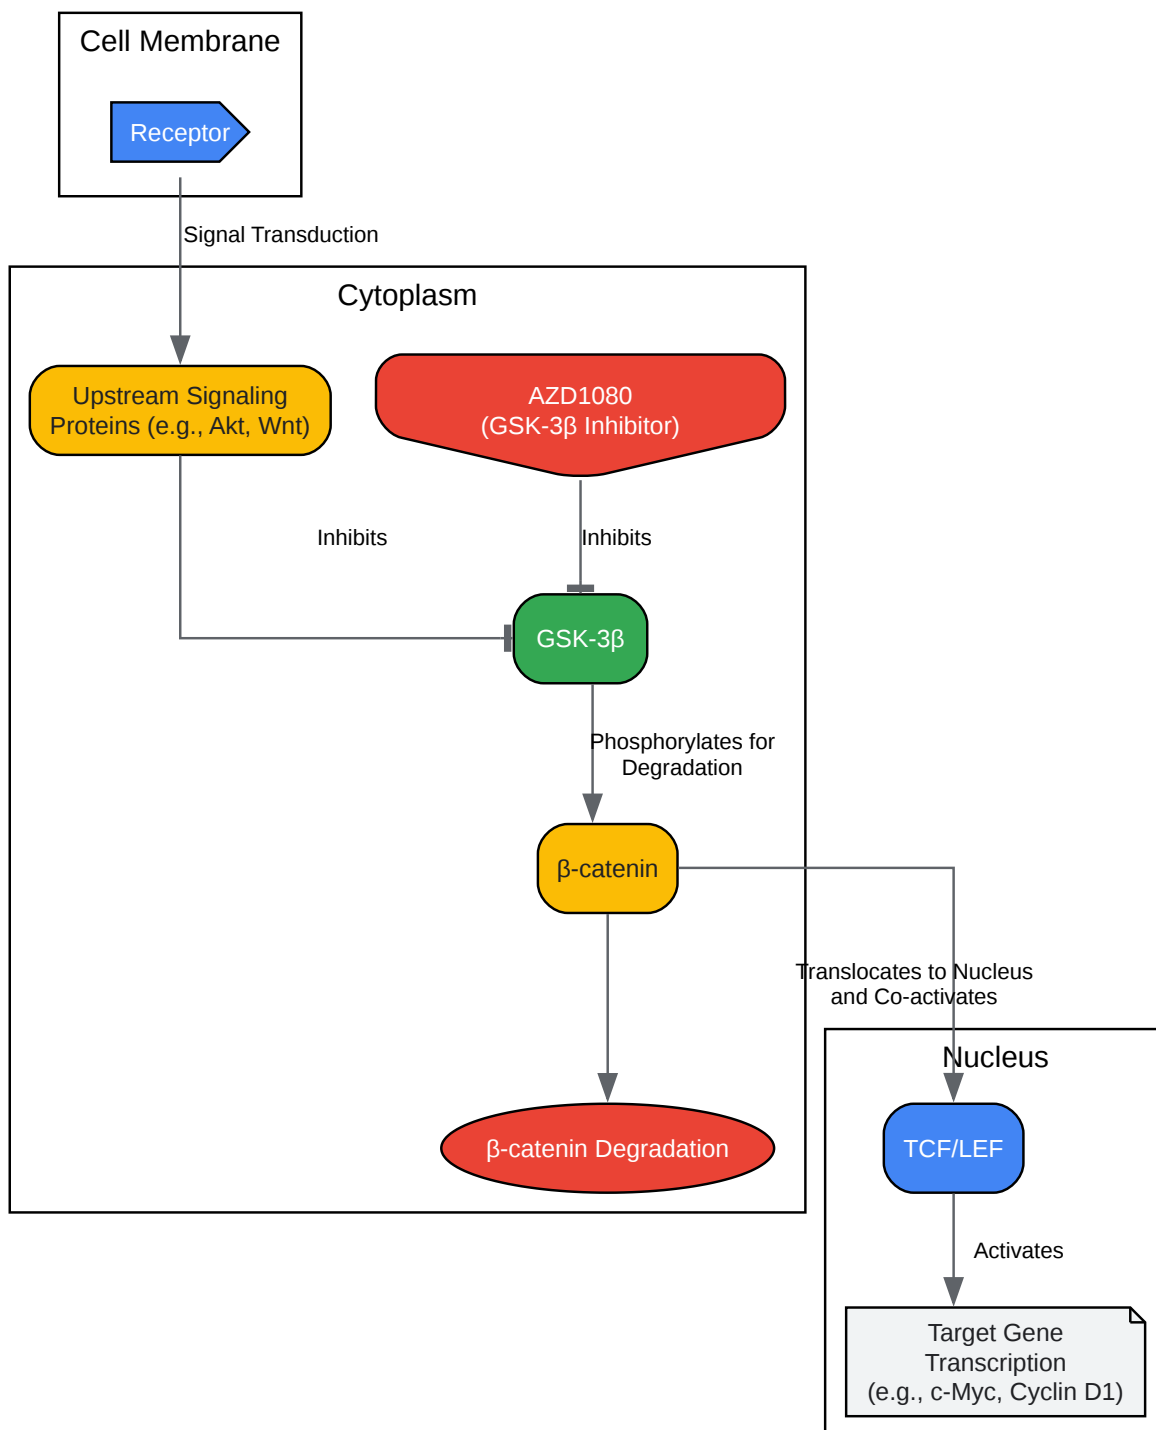 Cell Membrane
Receptor
Signal Transduction
Cytoplasm
Upstream Signaling
Proteins (e.g., Akt, Wnt)
AZD1080
(GSK-3β Inhibitor)
Inhibits
Inhibits
GSK-3β
Phosphorylates for
Degradation
β-catenin
Translocates to Nucleus
and Co-activates
Nucleus
β-catenin Degradation
TCF/LEF
Activates
Target Gene
Transcription
(e.g., c-Myc, Cyclin D1)